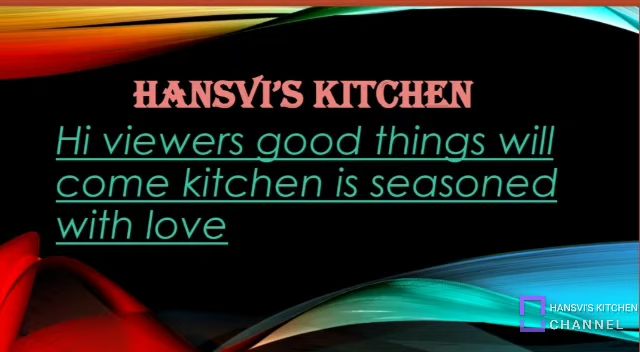 HANSVI'S KITCHEN
Hi viewers good things will
come kitchen is seasoned
with love
HANSVI'S KITCHEN
CHANNEL